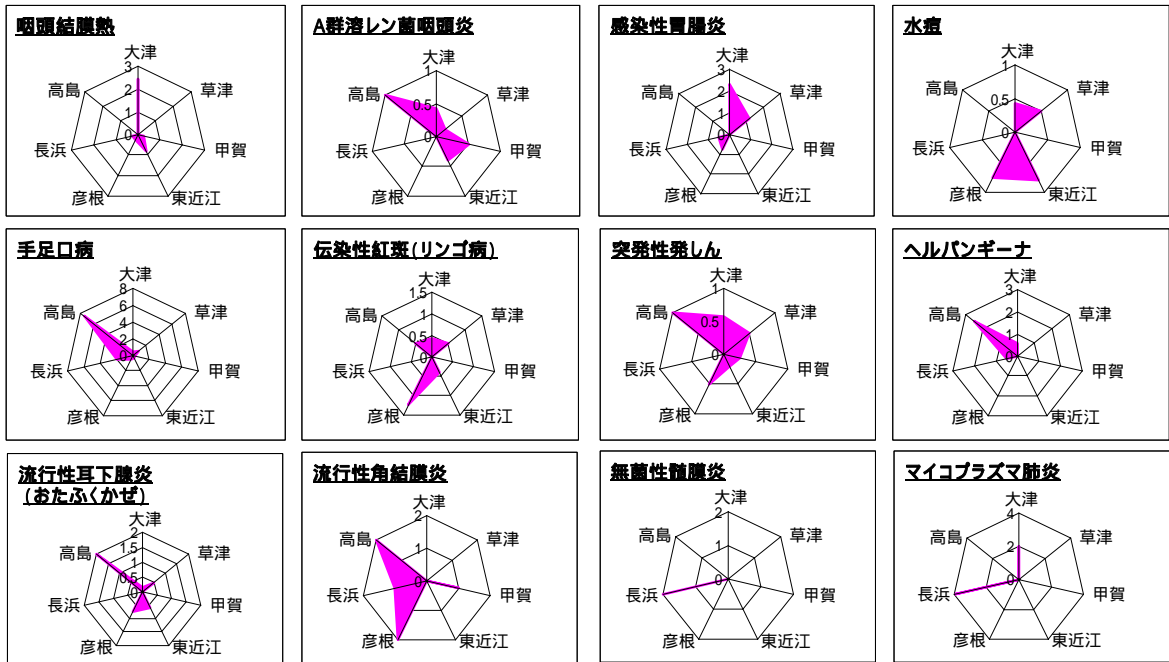 咽頭結膜熱
大津
3
2
1
0
草津
甲賀
東近江
彦根
長浜
高島
A群溶レン菌咽頭炎
大津
1
0.5
0
草津
甲賀
東近江
彦根
長浜
高島
感染性胃腸炎
大津
3
2
1
0
草津
甲賀
東近江
彦根
長浜
高島
水痘
大津
1
0.5
0
草津
甲賀
東近江
彦根
長浜
高島
手足口病
大津
8
6
4
2
0
草津
甲賀
東近江
彦根
長浜
高島
伝染性紅斑(リンゴ病)
大津
1.5
1
0.5
0
草津
甲賀
東近江
彦根
長浜
高島
突発性発しん
大津
1
0.5
0
草津
甲賀
東近江
彦根
長浜
高島
ヘルパンギーナ
大津
3
2
1
0
草津
甲賀
東近江
彦根
長浜
高島
流行性耳下腺炎
(おたふくかぜ)
大津
2
1.5
1
0.5
0
草津
甲賀
東近江
彦根
長浜
高島
流行性角結膜炎
大津
2
1
0
草津
甲賀
東近江
彦根
長浜
高島
無菌性髄膜炎
大津
2
1
0
草津
甲賀
東近江
彦根
長浜
高島
マイコプラズマ肺炎
大津
4
2
0
草津
甲賀
東近江
彦根
長浜
高島